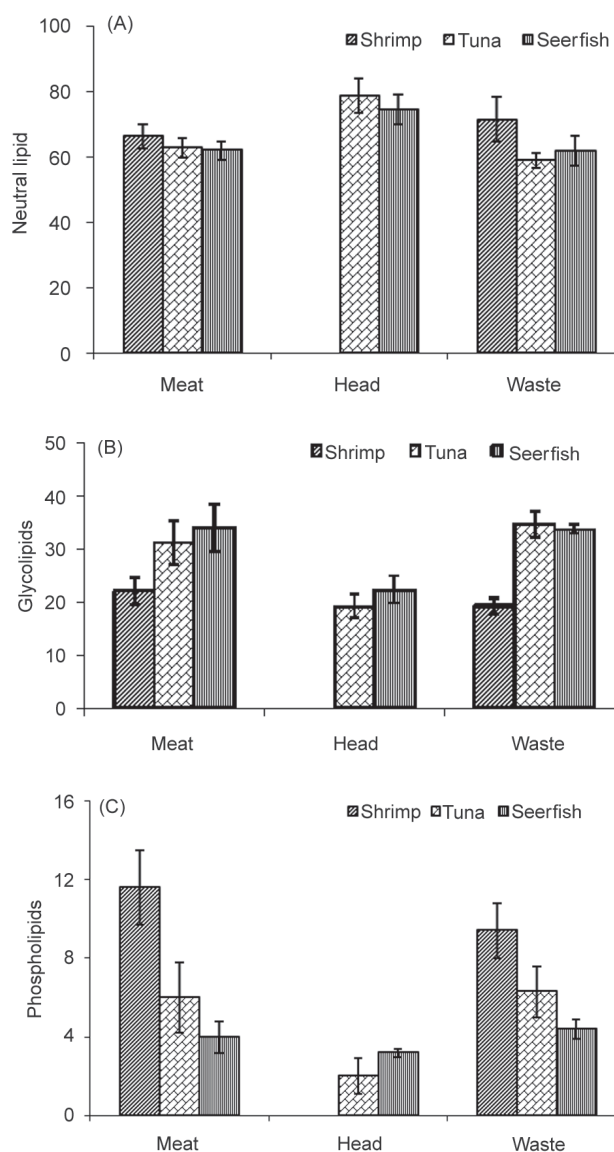 (A)
Shrimp Tuna Seerfish
100
80
60
40
20
0
Neutral lipid
Meat Head Waste
(B)
Shrimp Tuna Seerfish
50
40
30
20
10
0
Glycolipids
Meat Head Waste
(C)
Shrimp Tuna Seerfish
16
12
8
4
0
Phospholipids
Meat Head Waste